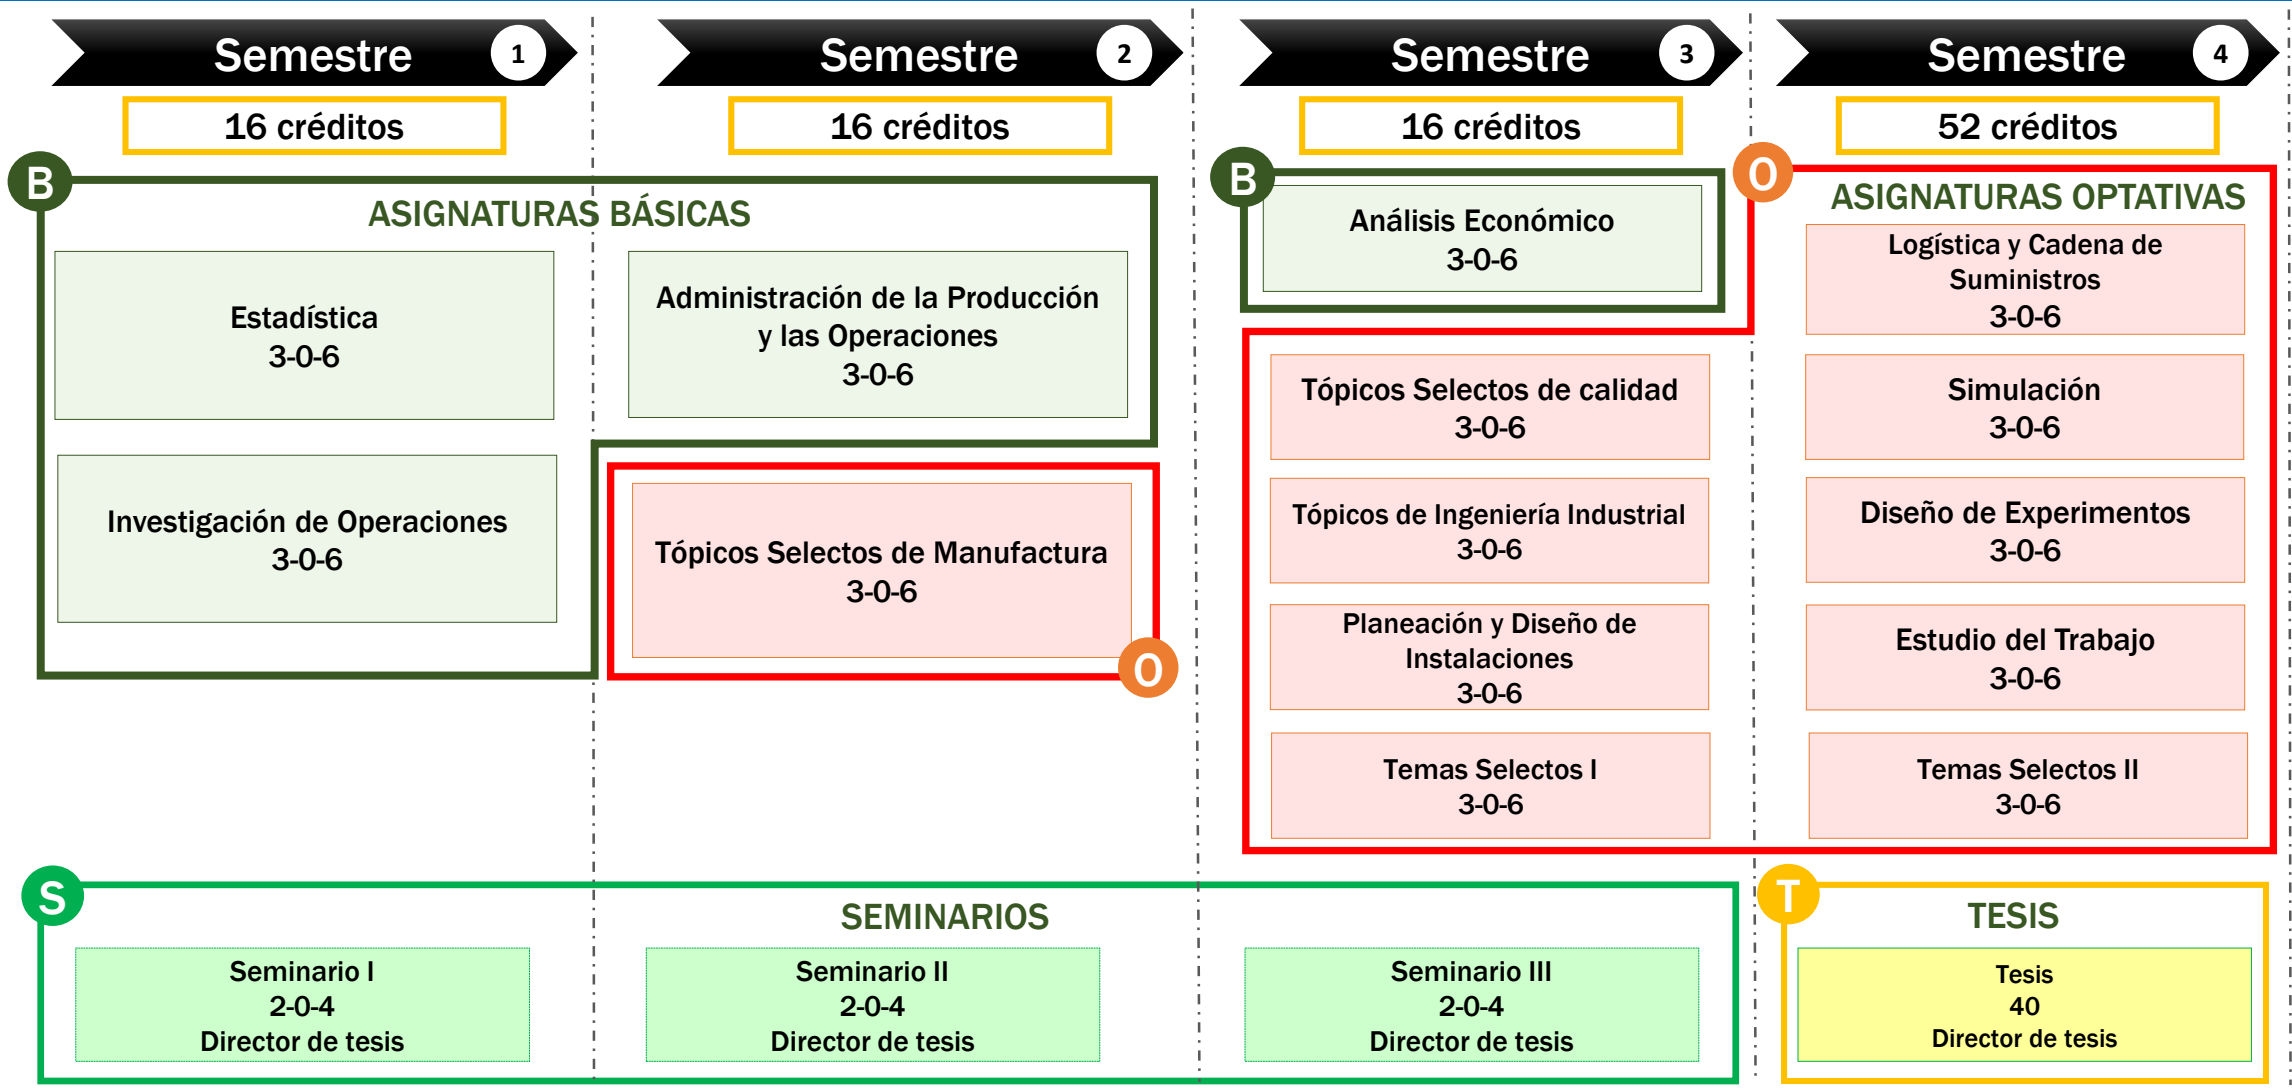 Semestre 1
Semestre 2
Semestre 3
Semestre 4
16 créditos
16 créditos
16 créditos
52 créditos
B
ASIGNATURAS BÁSICAS
Estadística
3-0-6
Investigación de Operaciones
3-0-6
Administración de la Producción
y las Operaciones
3-0-6
Tópicos Selectos de Manufactura
3-0-6
O
B
Análisis Económico
3-0-6
O
ASIGNATURAS OPTATIVAS
Tópicos Selectos de calidad
3-0-6
Tópicos de Ingeniería Industrial
3-0-6
Planeación y Diseño de
Instalaciones
3-0-6
Temas Selectos I
3-0-6
Logística y Cadena de
Suministros
3-0-6
Simulación
3-0-6
Diseño de Experimentos
3-0-6
Estudio del Trabajo
3-0-6
Temas Selectos II
3-0-6
S
SEMINARIOS
Seminario I
2-0-4
Director de tesis
Seminario II
2-0-4
Director de tesis
Seminario III
2-0-4
Director de tesis
T
TESIS
Tesis
40
Director de tesis